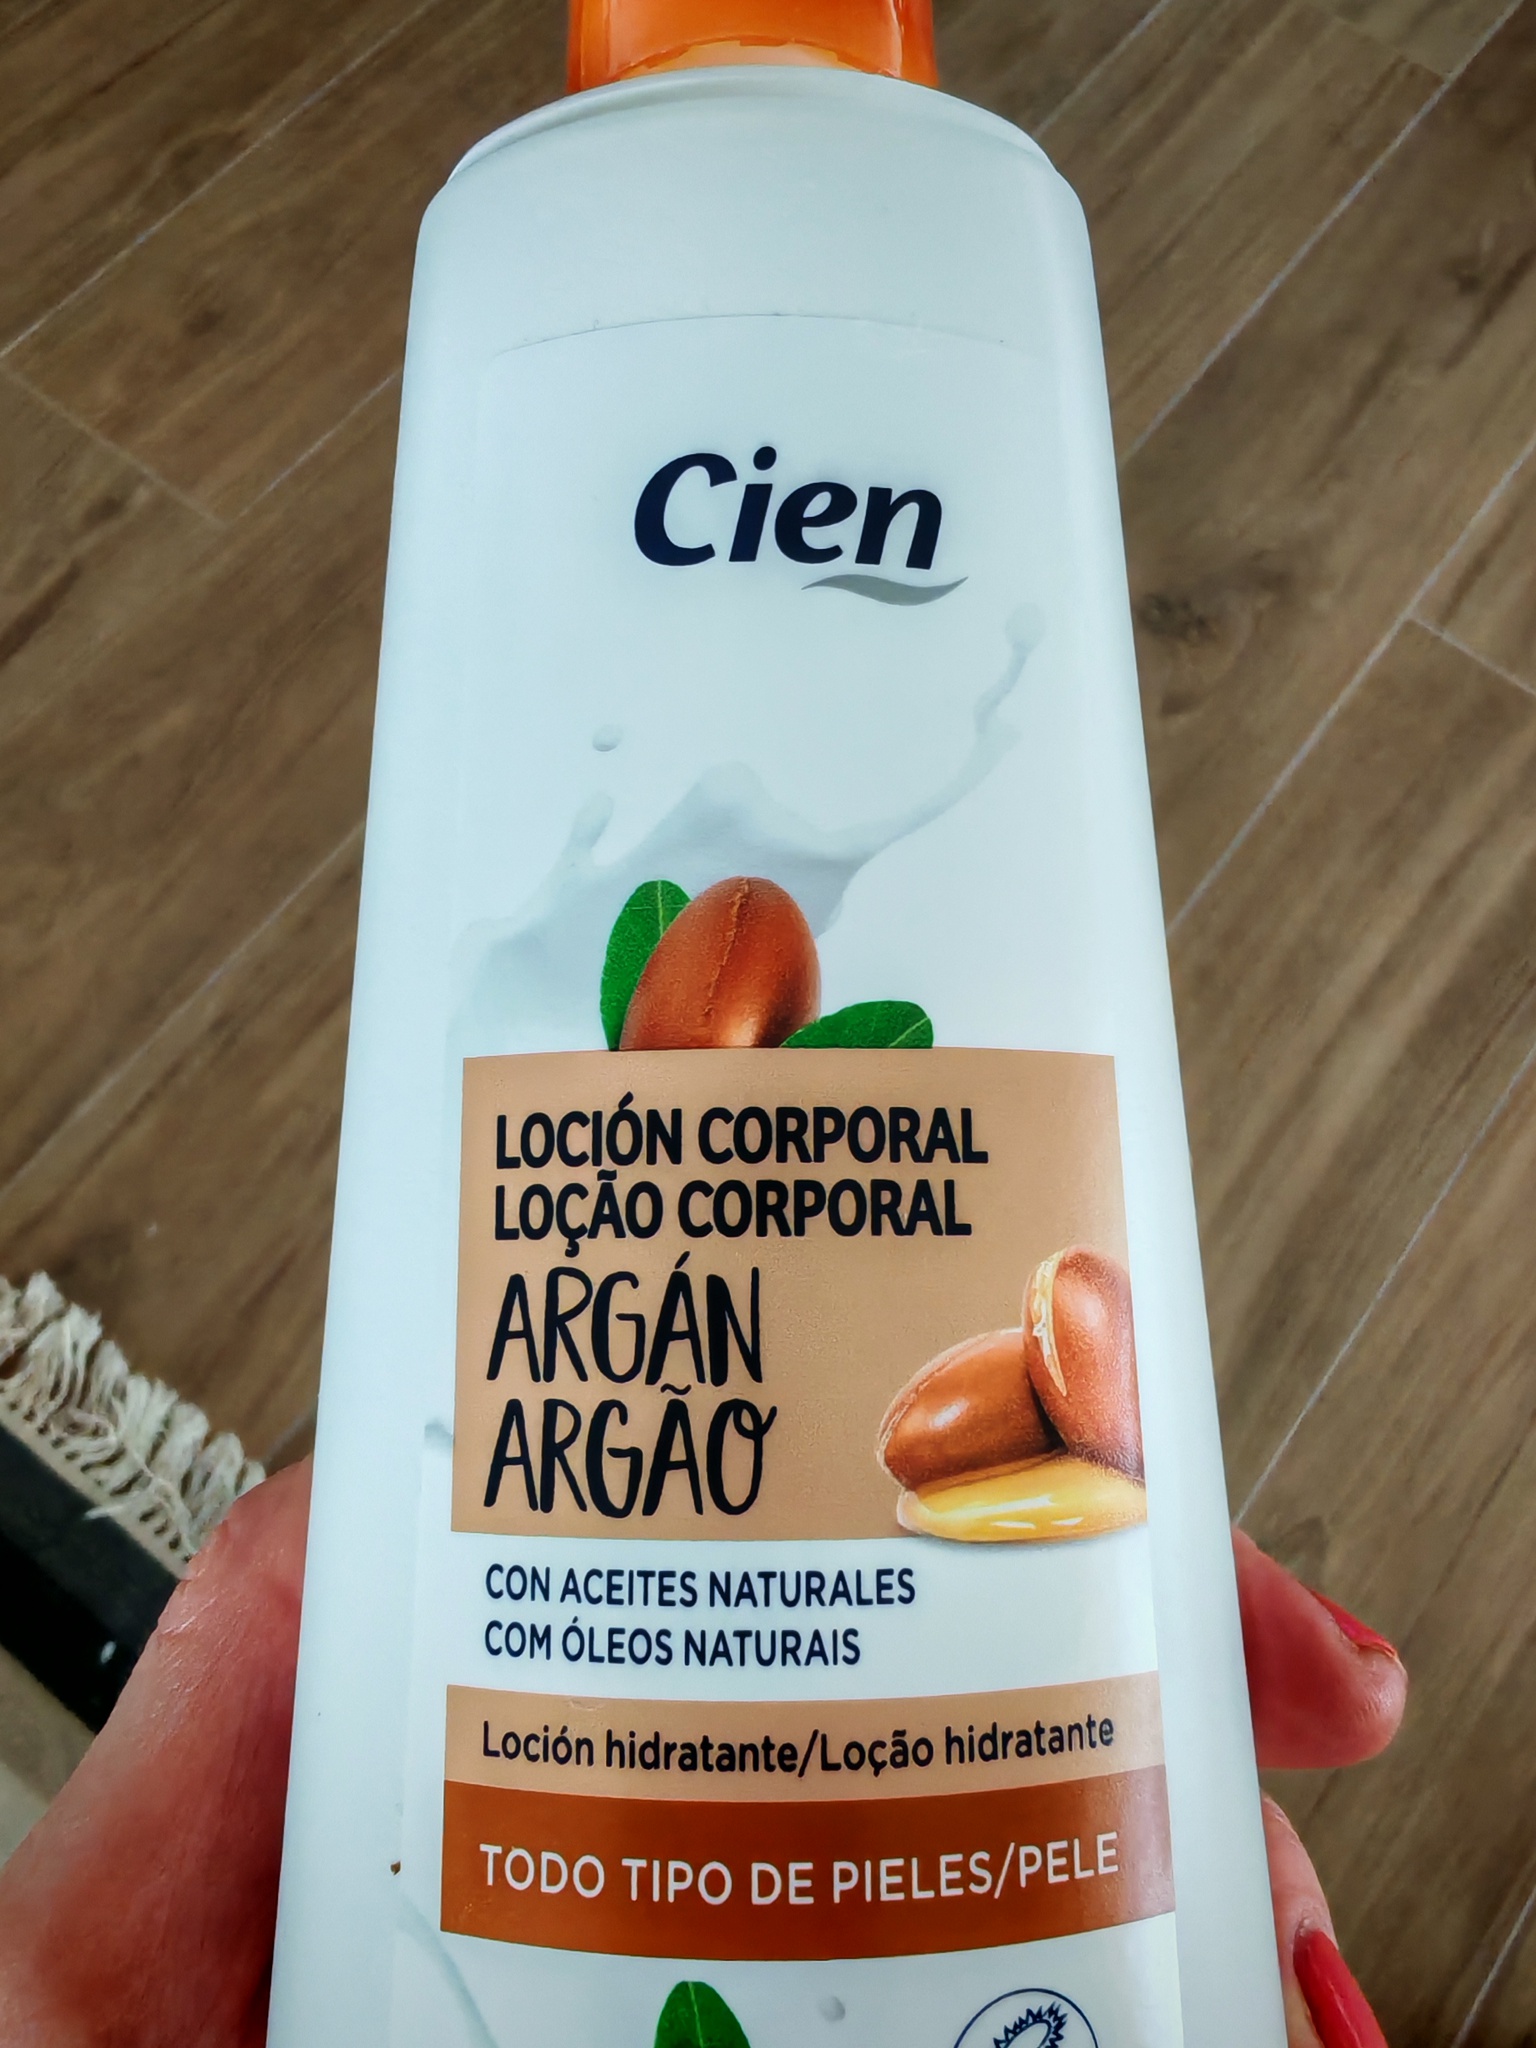 Cien
LOCIÓN CORPORAL
LOÇÃO CORPORAL
ARGÁN
ARGÃO
CON ACEITES NATURALES
COM ÓLEOS NATURAIS
Loción hidratante/Loção hidratante
TODO TIPO DE PIELES/PELE